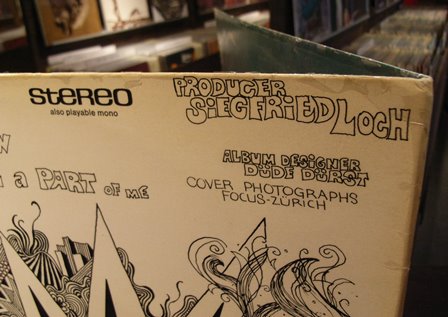 stereo
also playable mono
PRODUCER
SIEGFRIED LOCH
W
A PART OF ME
ALBUM DESIGNER
DÜDE DÜRST
COVER PHOTOGRAPHS
FOCUS-ZÜRICH